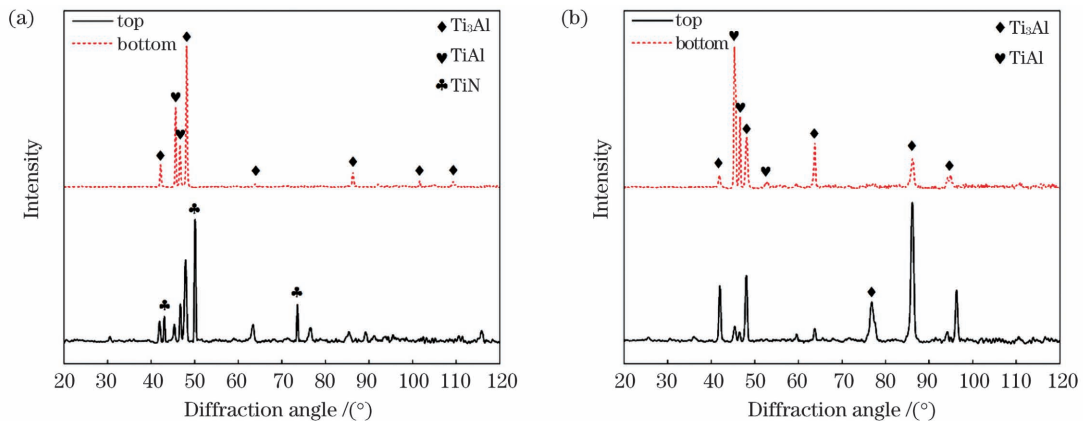 (a)
top
bottom
♦ Ti₃Al
♥ TiAl
♣ TiN
Intensity
20 30 40 50 60 70 80 90 100 110 120
Diffraction angle /(°)
(b)
top
bottom
♦ Ti₃Al
♥ TiAl
Intensity
20 30 40 50 60 70 80 90 100 110 120
Diffraction angle /(°)